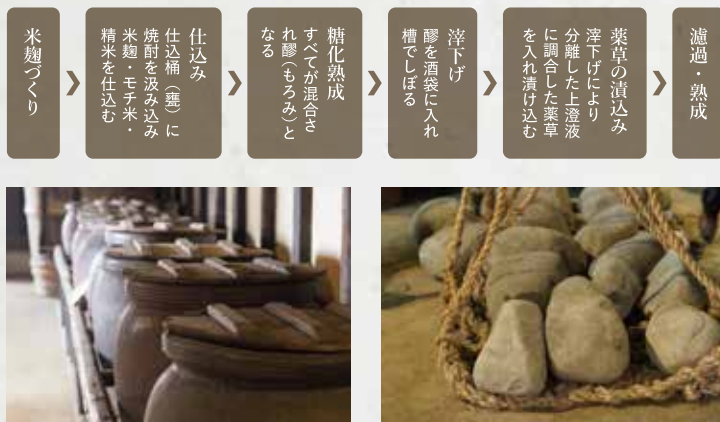 米麹づくり
仕込み
仕込桶（甕）に
焼酎を汲み込み
米麹・モチ米・
精米を仕込む
糖化熟成
すべてが混合さ
れ醪（もろみ）と
なる
滓下げ
醪を酒袋に入れ
槽でしぼる
薬草の漬込み
滓下げにより
分離した上澄液
に調合した薬草
を入れ漬け込む
濾過・熟成